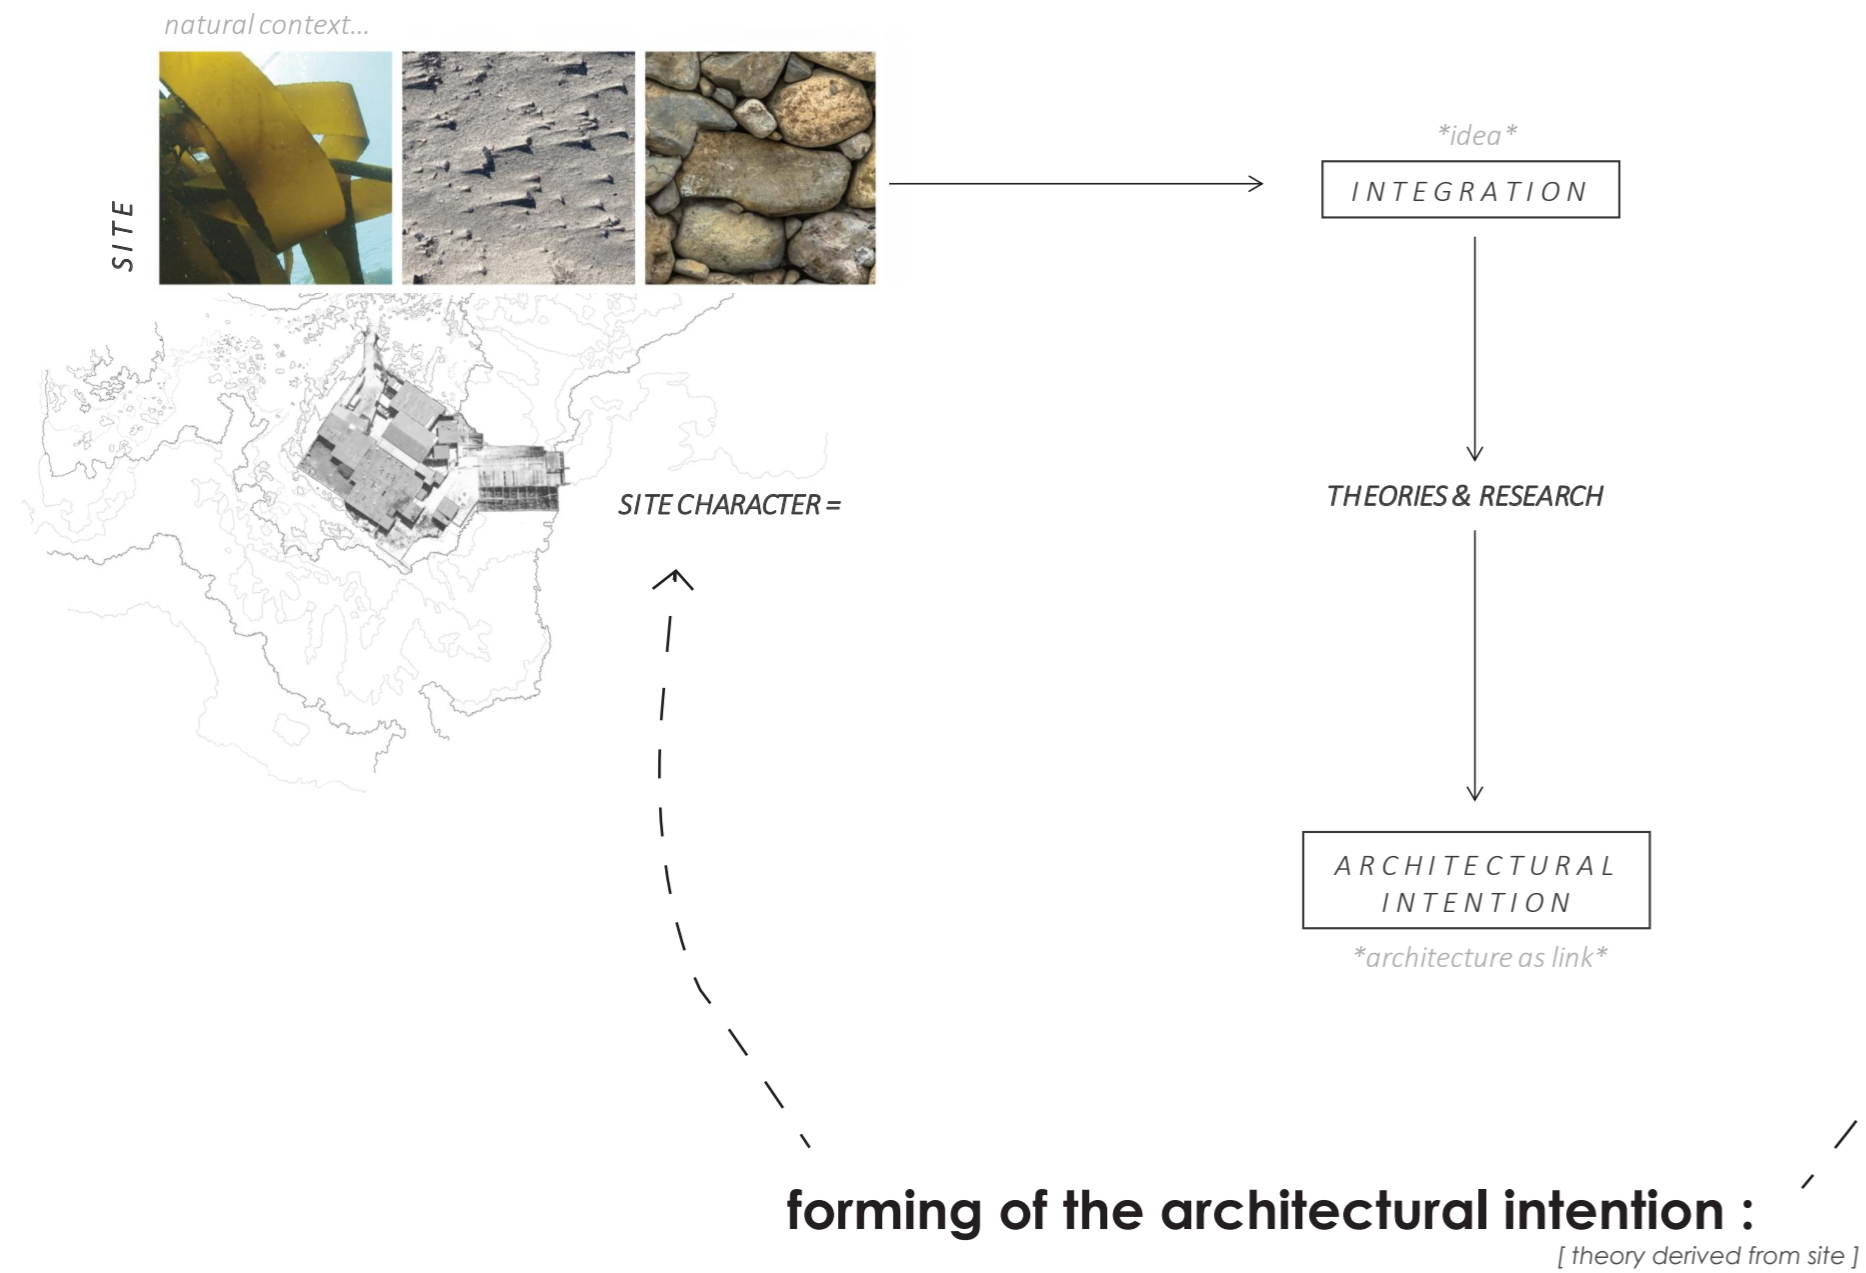 natural context...
SITE
*idea*
INTEGRATION
SITE CHARACTER =
THEORIES & RESEARCH
ARCHITECTURAL
INTENTION
*architecture as link*
forming of the architectural intention :
[ theory derived from site ]